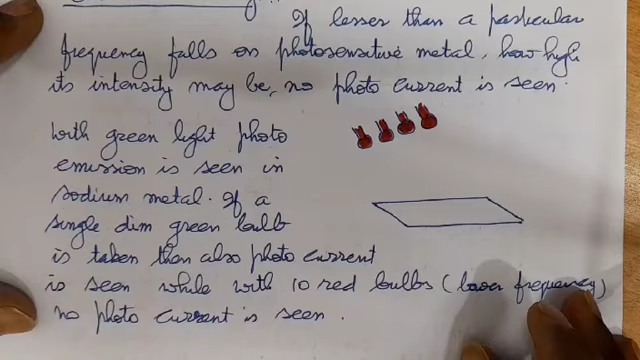 If lesser than a particular
frequency falls on photosensitive metal, how high
its intensity may be, no photo current is seen.
With green light photo
emission is seen in
sodium metal. If a
single dim green bulb
is taken then also photo current
is seen while with 10 red bulbs (lower frequency)
no photo current is seen.